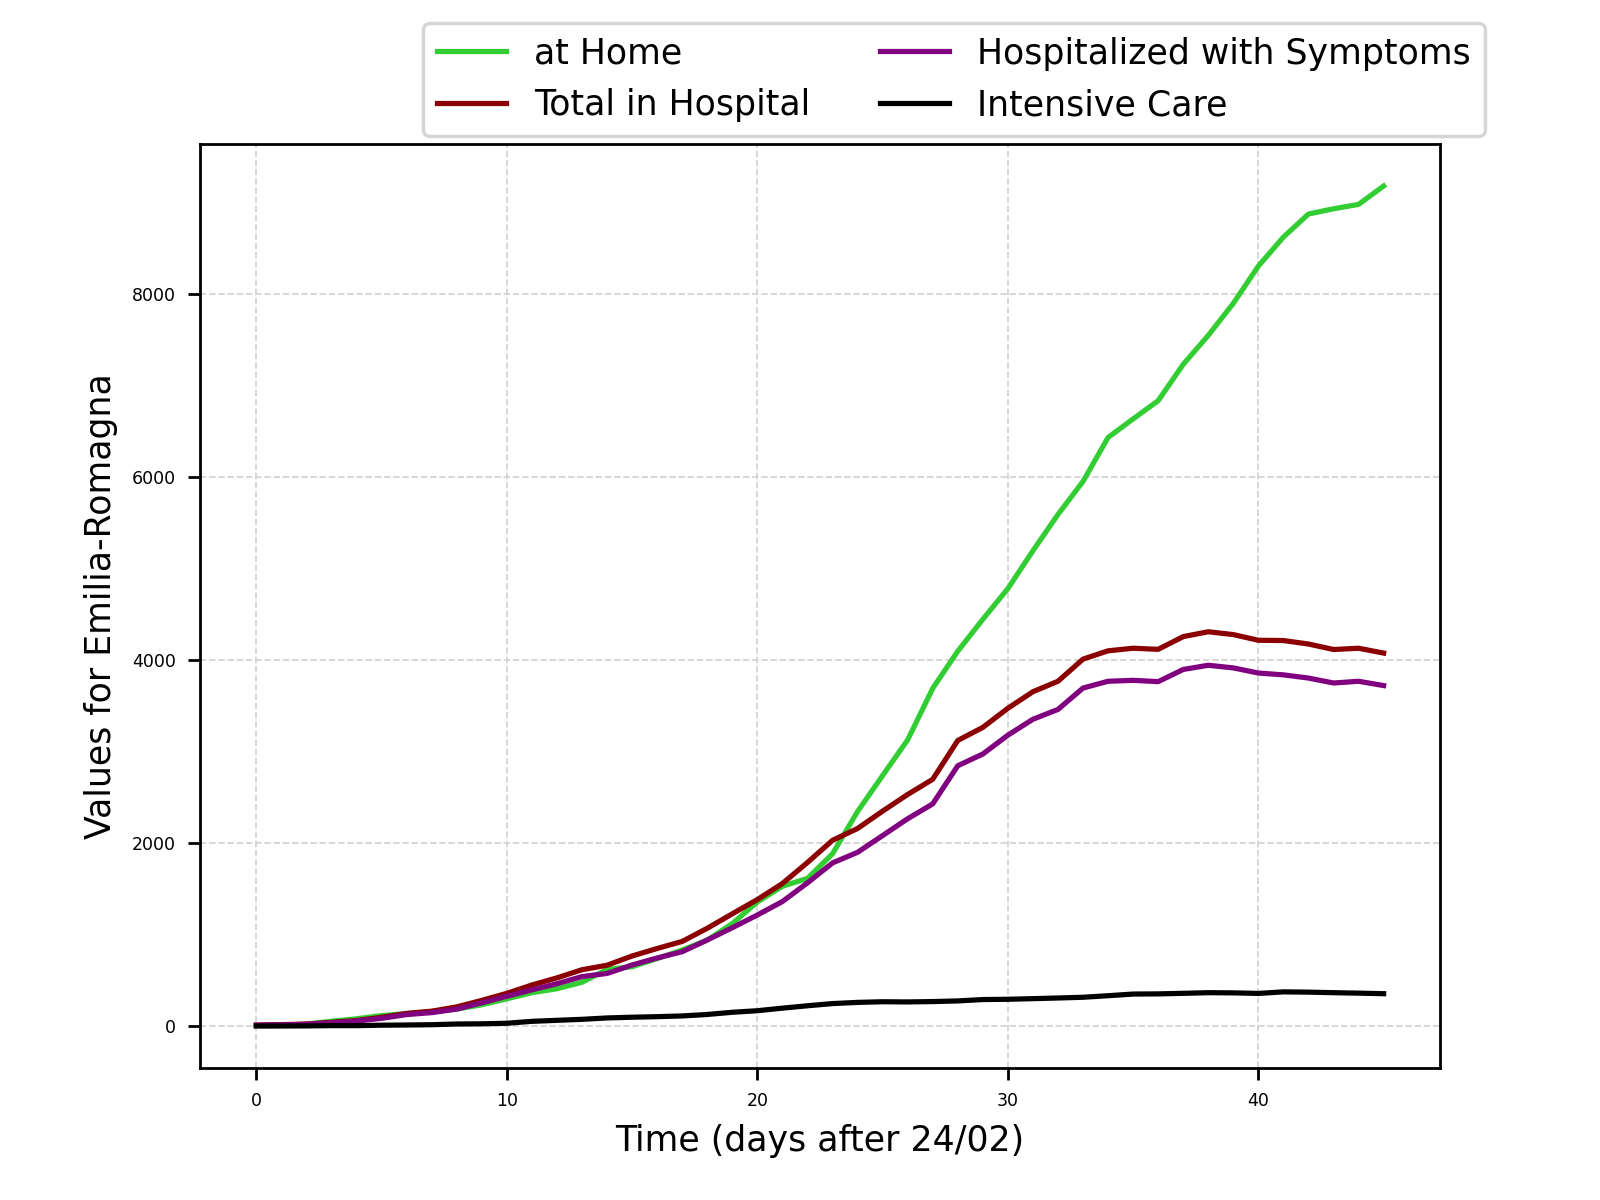 at Home
Total in Hospital
Hospitalized with Symptoms
Intensive Care
Values for Emilia-Romagna
8000
6000
4000
2000
0
0 10 20 30 40
Time (days after 24/02)